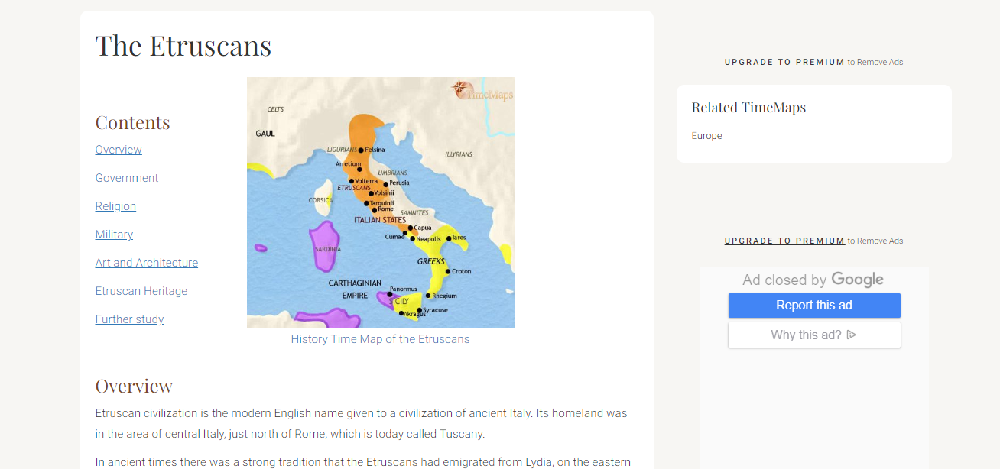 The Etruscans
Contents
Overview
Government
Religion
Military
Art and Architecture
Etruscan Heritage
Further study
TimeMaps
CELTS
GAUL
LIGURIANS
Felsina
ILLYRIANS
Arretium
UMBRIANS
Volterra
Perusia
ETRUSCANS
Volsinii
CORSICA
Tarquinii
Rome
SAMNITES
ITALIAN STATES
Capua
Cumae
Neapolis
Tares
SARDINIA
GREEKS
Croton
CARTHAGINIAN
EMPIRE
Panormus
Rhegium
SICILY
Syracuse
Akragus
History Time Map of the Etruscans
Overview
Etruscan civilization is the modern English name given to a civilization of ancient Italy. Its homeland was
in the area of central Italy, just north of Rome, which is today called Tuscany.
In ancient times there was a strong tradition that the Etruscans had emigrated from Lydia, on the eastern
UPGRADE TO PREMIUM to Remove Ads
Related TimeMaps
Europe
UPGRADE TO PREMIUM to Remove Ads
Ad closed by Google
Report this ad
Why this ad?